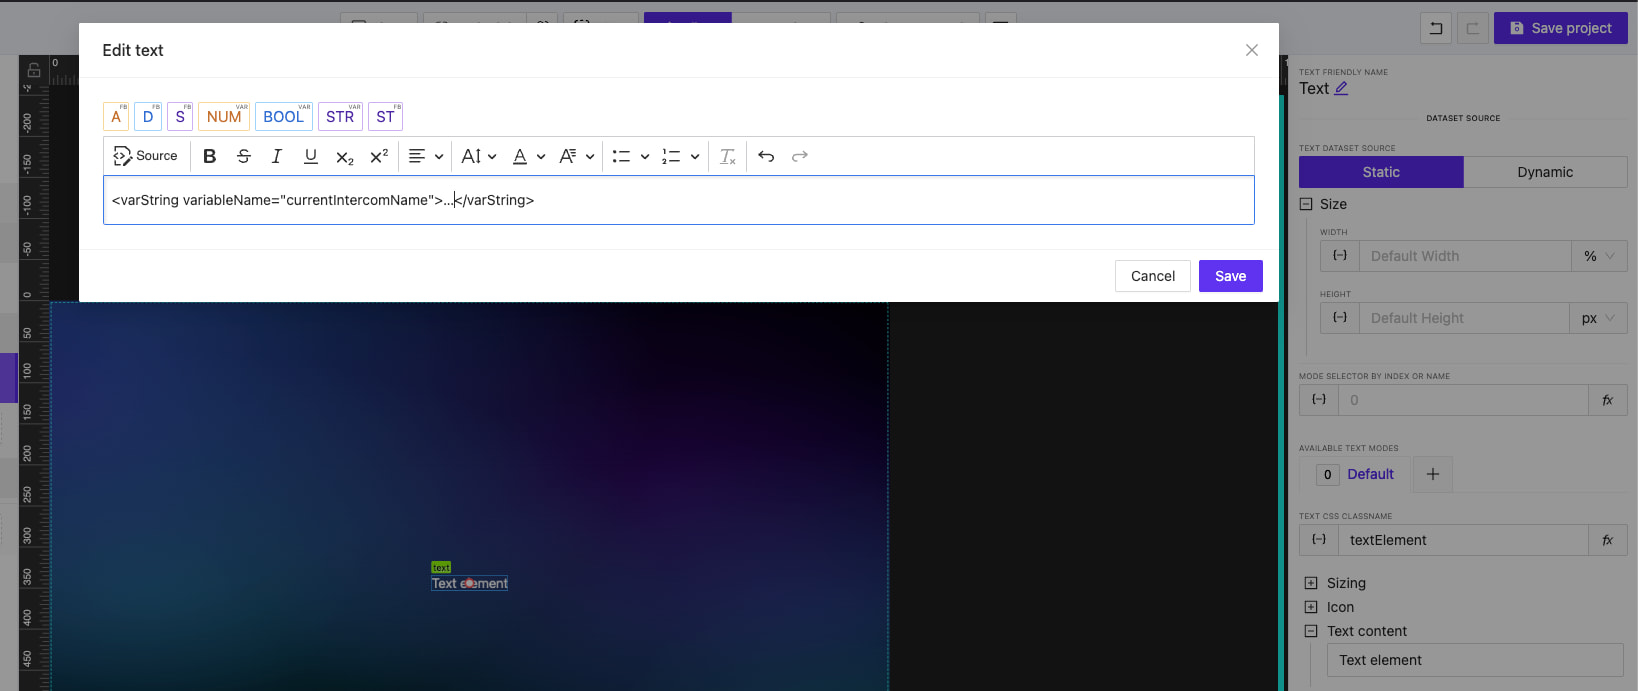 Save project
Edit text
A FB D FB S FB NUM VAR BOOL VAR STR VAR ST FB
Source B S I U X2 X2 A A A
<varString variableName="currentIntercomName">...</varString>
Cancel Save
0
-2
-200
-150
-100
-50
0
50
100
150
200
250
300
350
400
450
text
Text element
TEXT FRIENDLY NAME
Text
DATASET SOURCE
TEXT DATASET SOURCE
Static Dynamic
Size
WIDTH
Default Width %
HEIGHT
Default Height px
MODE SELECTOR BY INDEX OR NAME
0 fx
AVAILABLE TEXT MODES
0 Default +
TEXT CSS CLASSNAME
textElement fx
Sizing
Icon
Text content
Text element